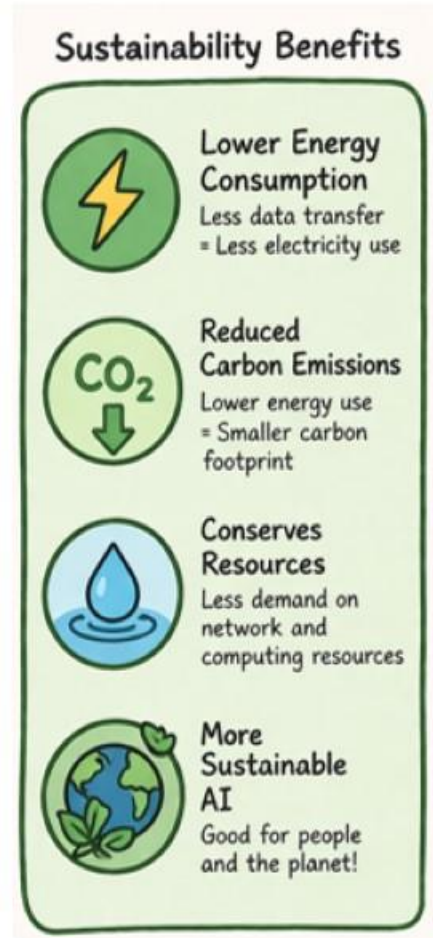 Sustainability Benefits
Lower Energy
Consumption
Less data transfer
= Less electricity use
CO₂
Reduced
Carbon Emissions
Lower energy use
= Smaller carbon
footprint
Conserves
Resources
Less demand on
network and
computing resources
More
Sustainable
AI
Good for people
and the planet!